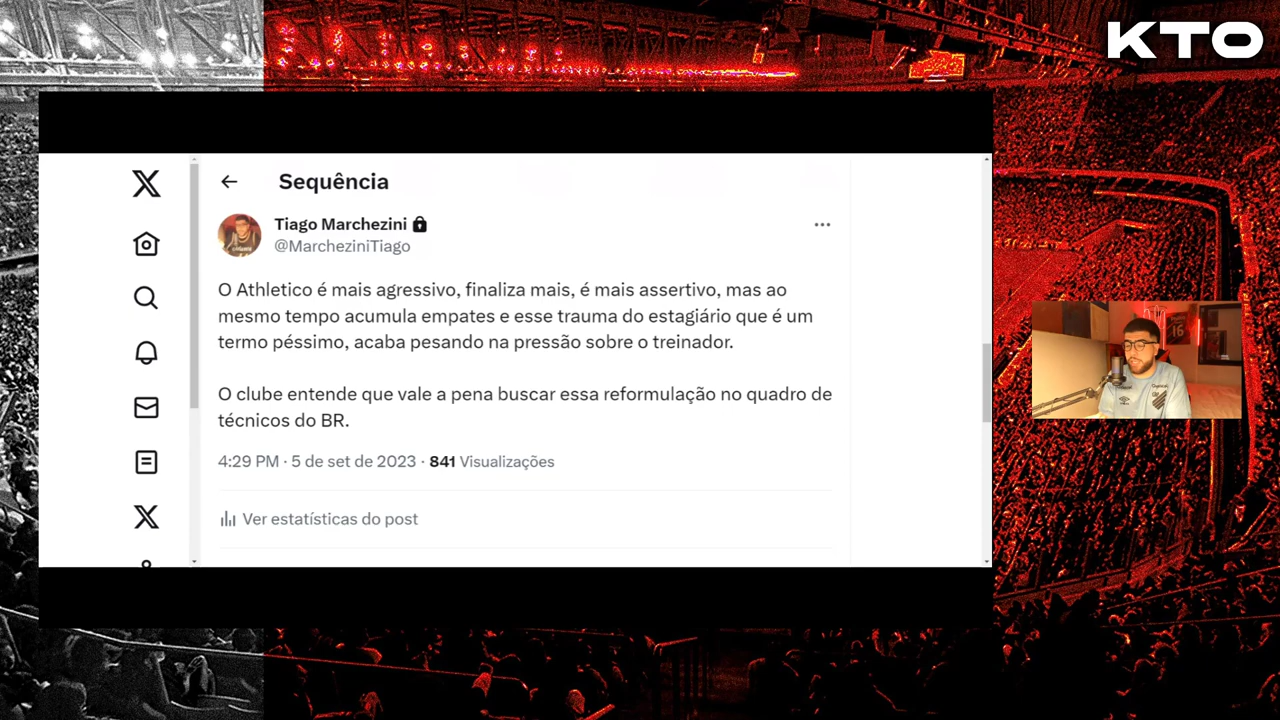 KTO
Sequência
Tiago Marchezini
@MarcheziniTiago
O Athletico é mais agressivo, finaliza mais, é mais assertivo, mas ao
mesmo tempo acumula empates e esse trauma do estagiário que é um
termo péssimo, acaba pesando na pressão sobre o treinador.
O clube entende que vale a pena buscar essa reformulação no quadro de
técnicos do BR.
4:29 PM · 5 de set de 2023 · 841 Visualizações
Ver estatísticas do post
16